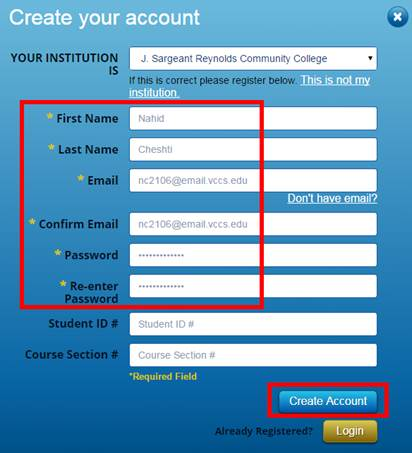 Create your account
YOUR INSTITUTION IS
J. Sargeant Reynolds Community College
If this is correct please register below. This is not my
institution.
* First Name
Nahid
* Last Name
Cheshti
* Email
nc2106@email.vccs.edu
Don't have email?
* Confirm Email
nc2106@email.vccs.edu
* Password
•••••••••••••
* Re-enter Password
•••••••••••••
Student ID #
Student ID #
Course Section #
Course Section #
*Required Field
Create Account
Already Registered?
Login